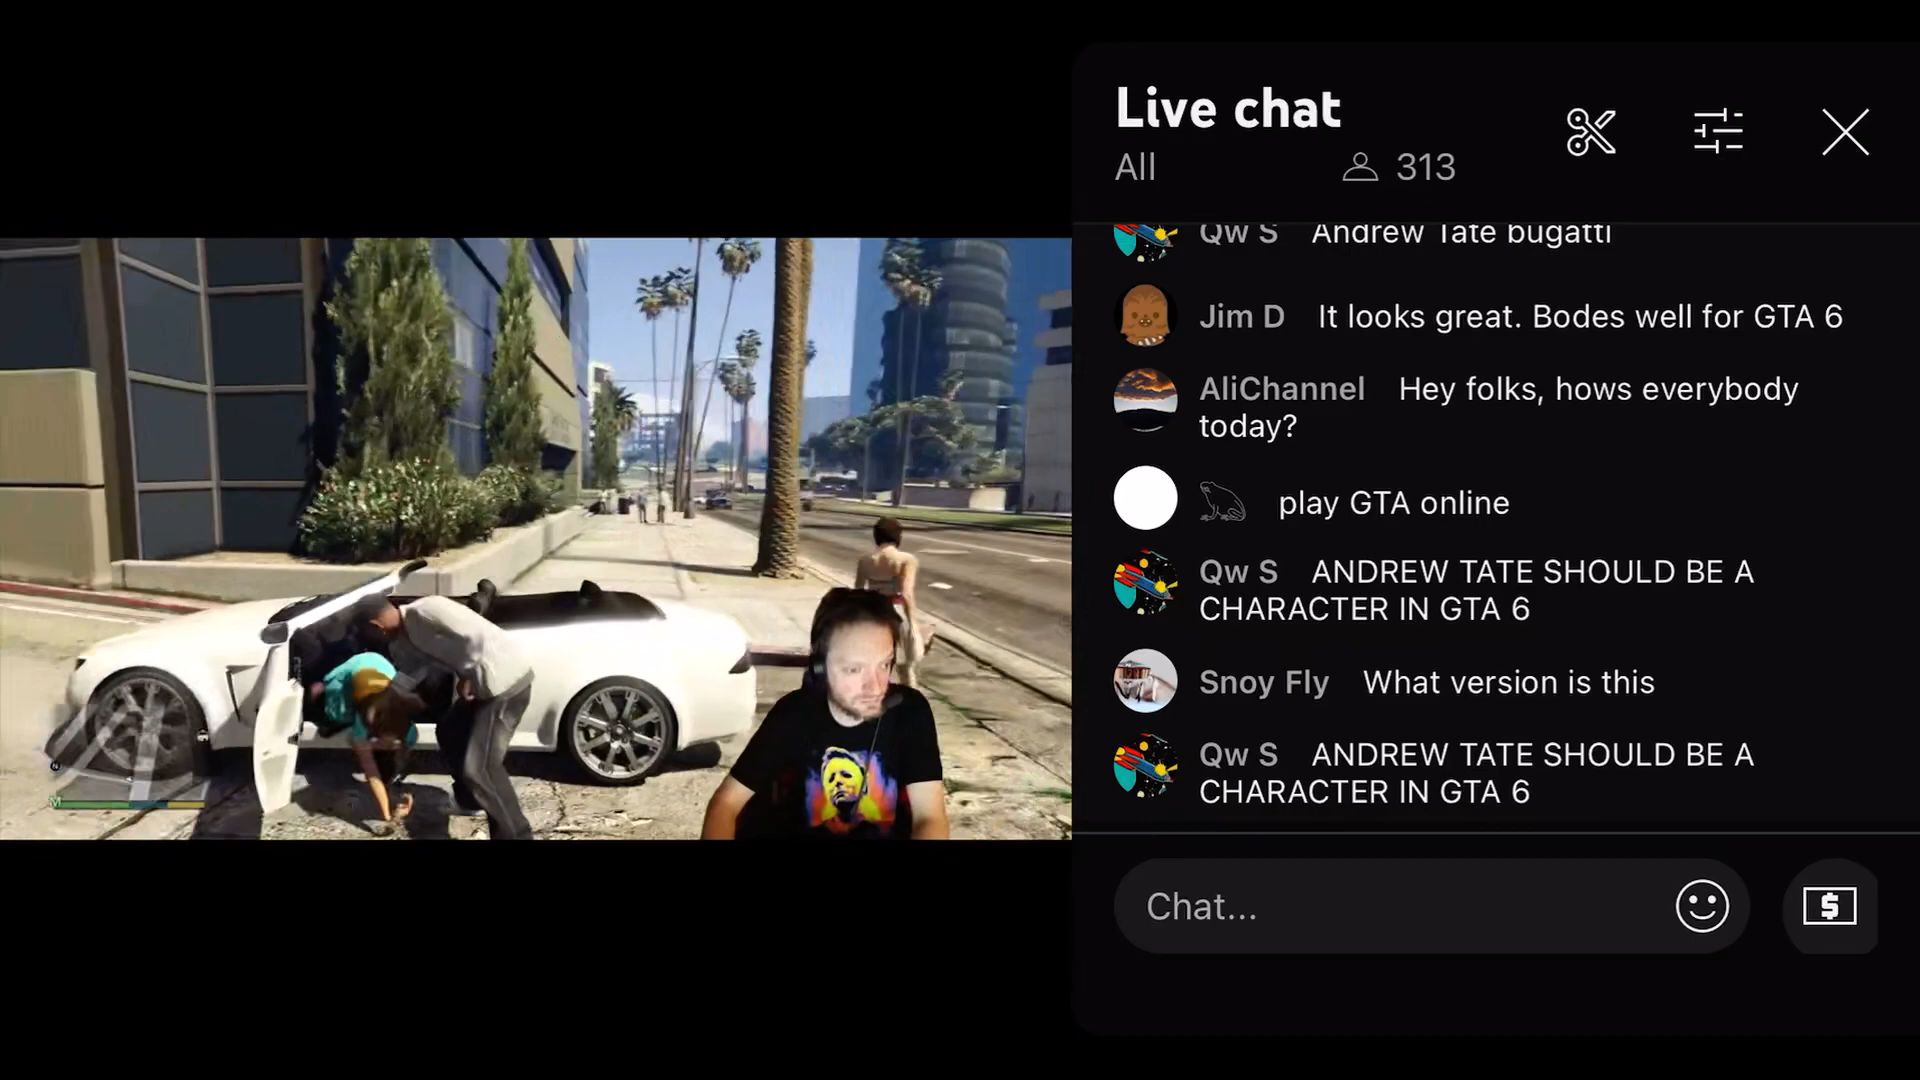 Live chat
All 313
Qw S Andrew Tate bugatti
Jim D It looks great. Bodes well for GTA 6
AliChannel Hey folks, hows everybody
today?
play GTA online
Qw S ANDREW TATE SHOULD BE A
CHARACTER IN GTA 6
Snoy Fly What version is this
Qw S ANDREW TATE SHOULD BE A
CHARACTER IN GTA 6
Chat...
$
N